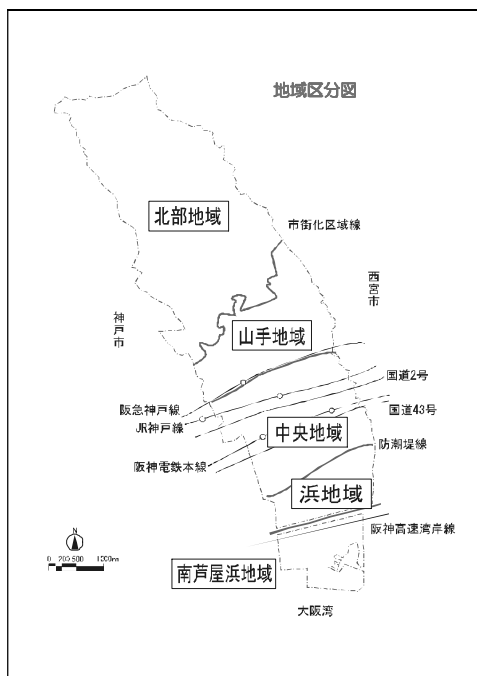 地域区分図
北部地域
市街化区域線
西宮市
神戸市
山手地域
国道2号
阪急神戸線
JR神戸線
国道43号
中央地域
防潮堤線
阪神電鉄本線
浜地域
阪神高速湾岸線
N
南芦屋浜地域
大阪湾